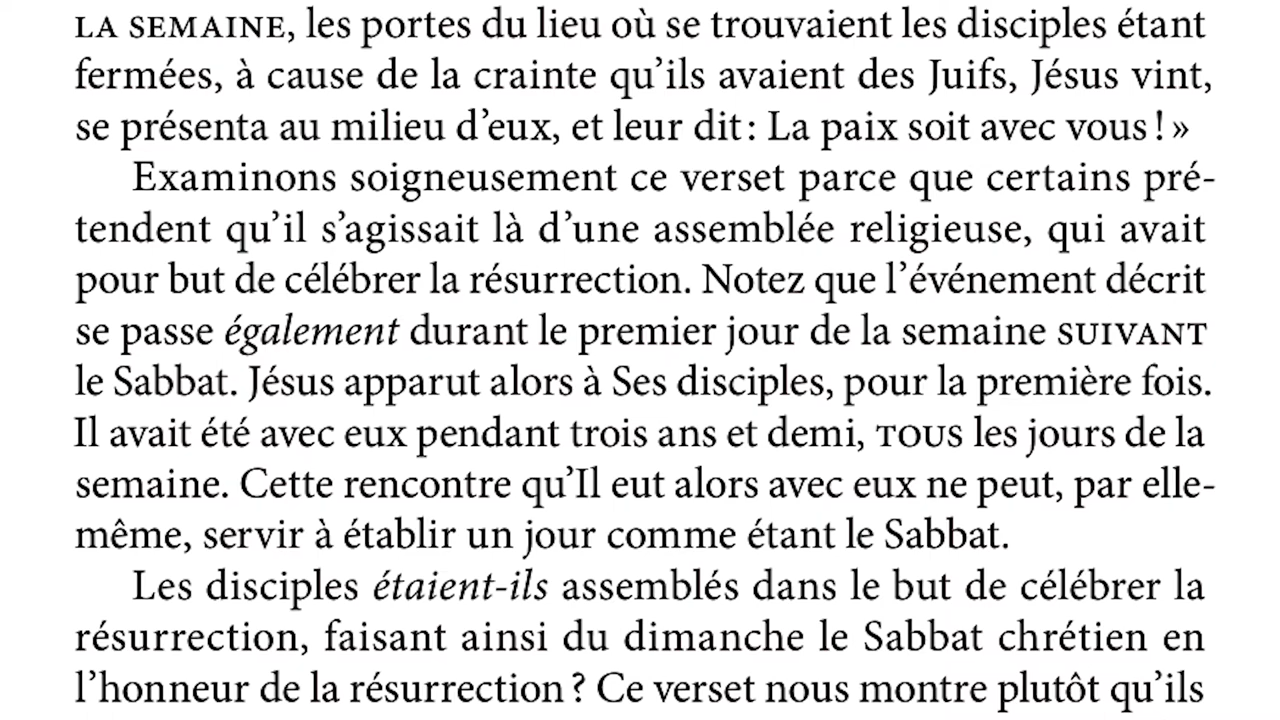 LA SEMAINE, les portes du lieu où se trouvaient les disciples étant
fermées, à cause de la crainte qu’ils avaient des Juifs, Jésus vint,
se présenta au milieu d’eux, et leur dit : La paix soit avec vous ! »
Examinons soigneusement ce verset parce que certains pré-
tendent qu’il s’agissait là d’une assemblée religieuse, qui avait
pour but de célébrer la résurrection. Notez que l’événement décrit
se passe également durant le premier jour de la semaine SUIVANT
le Sabbat. Jésus apparut alors à Ses disciples, pour la première fois.
Il avait été avec eux pendant trois ans et demi, TOUS les jours de la
semaine. Cette rencontre qu’Il eut alors avec eux ne peut, par elle-
même, servir à établir un jour comme étant le Sabbat.
Les disciples étaient-ils assemblés dans le but de célébrer la
résurrection, faisant ainsi du dimanche le Sabbat chrétien en
l’honneur de la résurrection ? Ce verset nous montre plutôt qu’ils